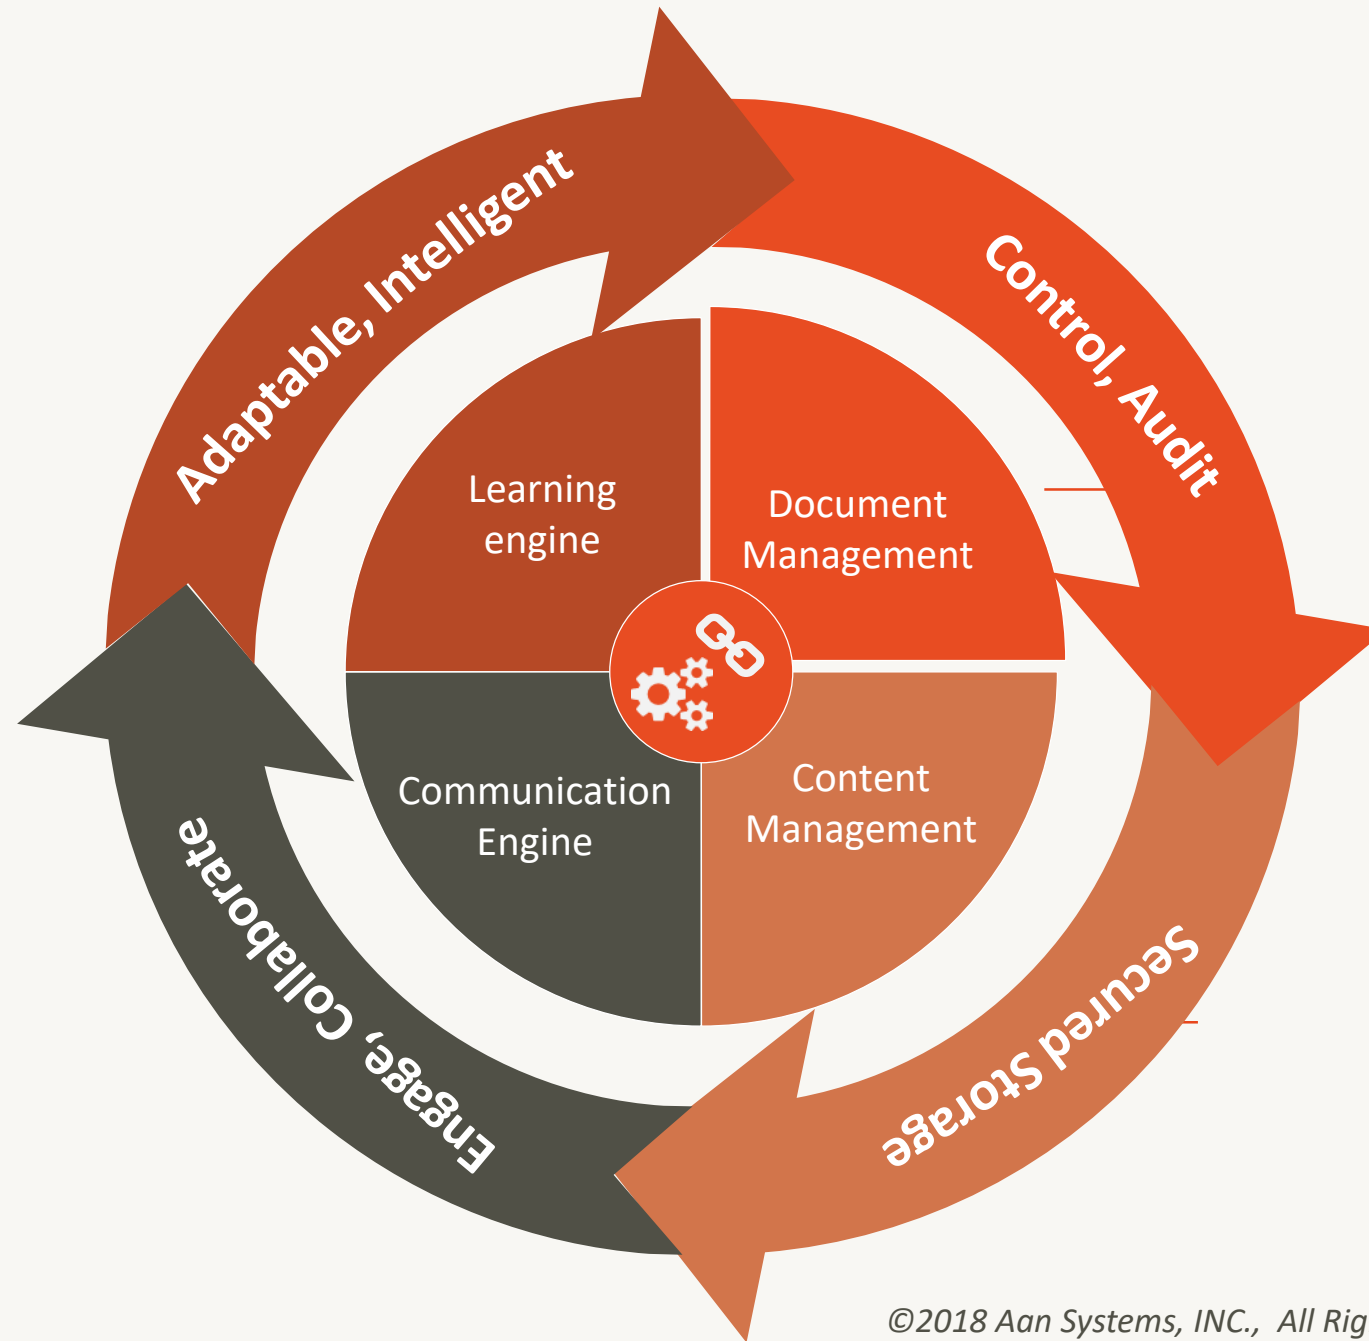 Adaptable, Intelligent
Control, Audit
Learning
engine
Document
Management
Communication
Engine
Content
Management
Engage, Collaborate
Secured Storage
©2018 Aan Systems, INC., All Rig